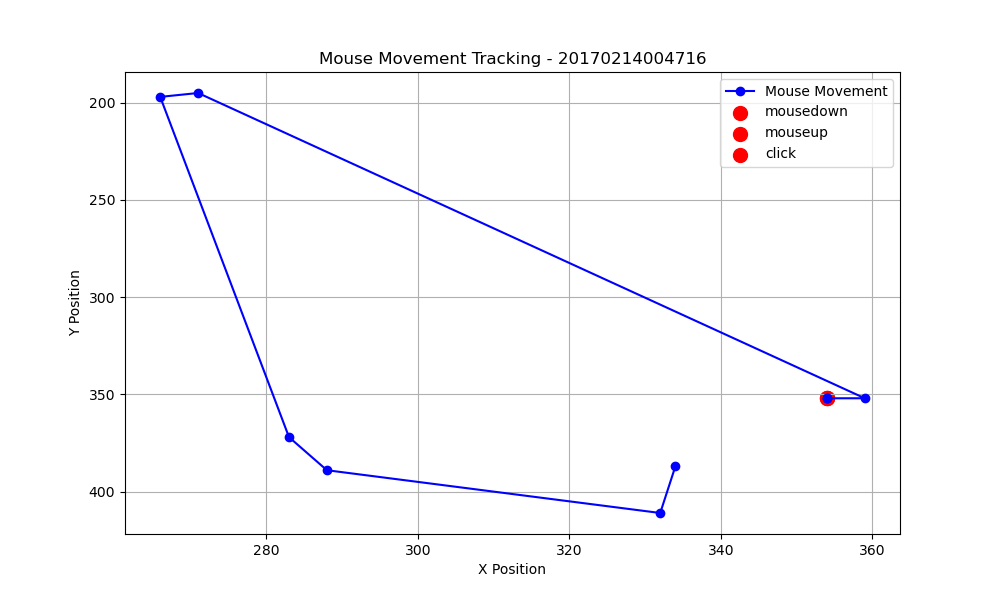 Mouse Movement Tracking - 20170214004716
Mouse Movement
mousedown
mouseup
click
200
250
300
350
400
Y Position
280
300
320
340
360
X Position